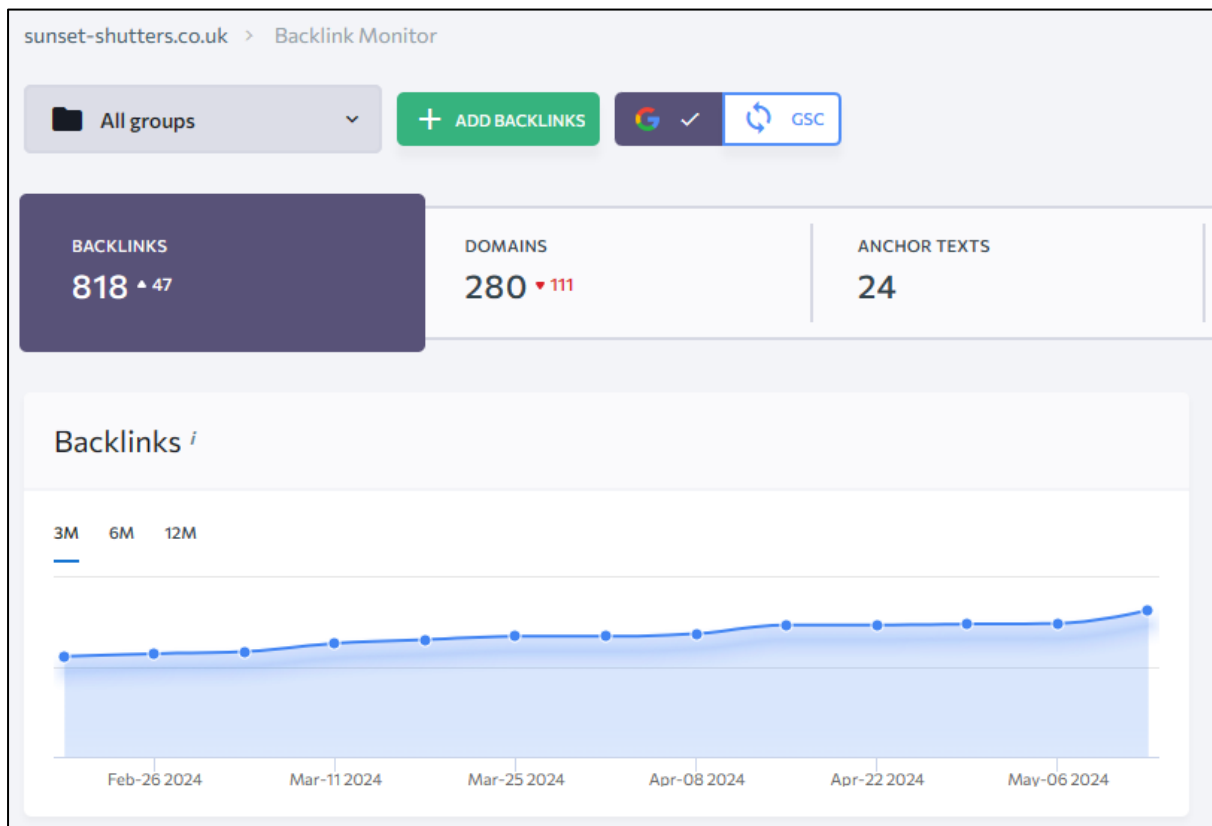 sunset-shutters.co.uk > Backlink Monitor
All groups + ADD BACKLINKS G ✓ GSC
BACKLINKS DOMAINS ANCHOR TEXTS
818 ▲ 47 280 ▼ 111 24
Backlinks i
3M 6M 12M
Feb-26 2024 Mar-11 2024 Mar-25 2024 Apr-08 2024 Apr-22 2024 May-06 2024